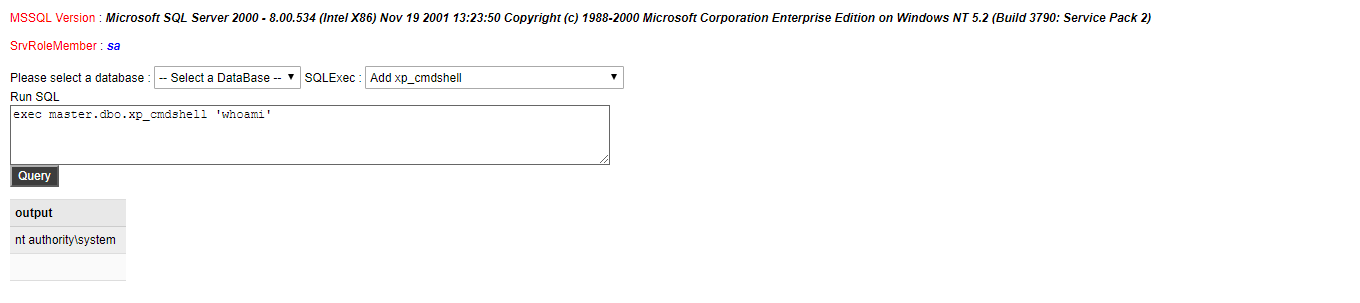 MSSQL Version : Microsoft SQL Server 2000 - 8.00.534 (Intel X86) Nov 19 2001 13:23:50 Copyright (c) 1988-2000 Microsoft Corporation Enterprise Edition on Windows NT 5.2 (Build 3790: Service Pack 2)
SrvRoleMember : sa
Please select a database : -- Select a DataBase -- SQLExec : Add xp_cmdshell
Run SQL
exec master.dbo.xp_cmdshell 'whoami'
Query
output
nt authority\system